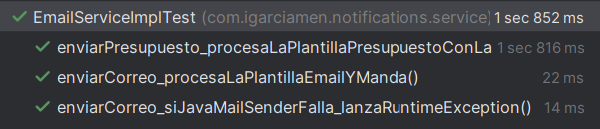 EmailServiceImplTest (com.igarciamen.notifications.service) 1 sec 852 ms
enviarPresupuesto_procesaLaPlantillaPresupuestoConLa 1 sec 816 ms
enviarCorreo_procesaLaPlantillaEmailYManda() 22 ms
enviarCorreo_siJavaMailSenderFalla_lanzaRuntimeException() 14 ms